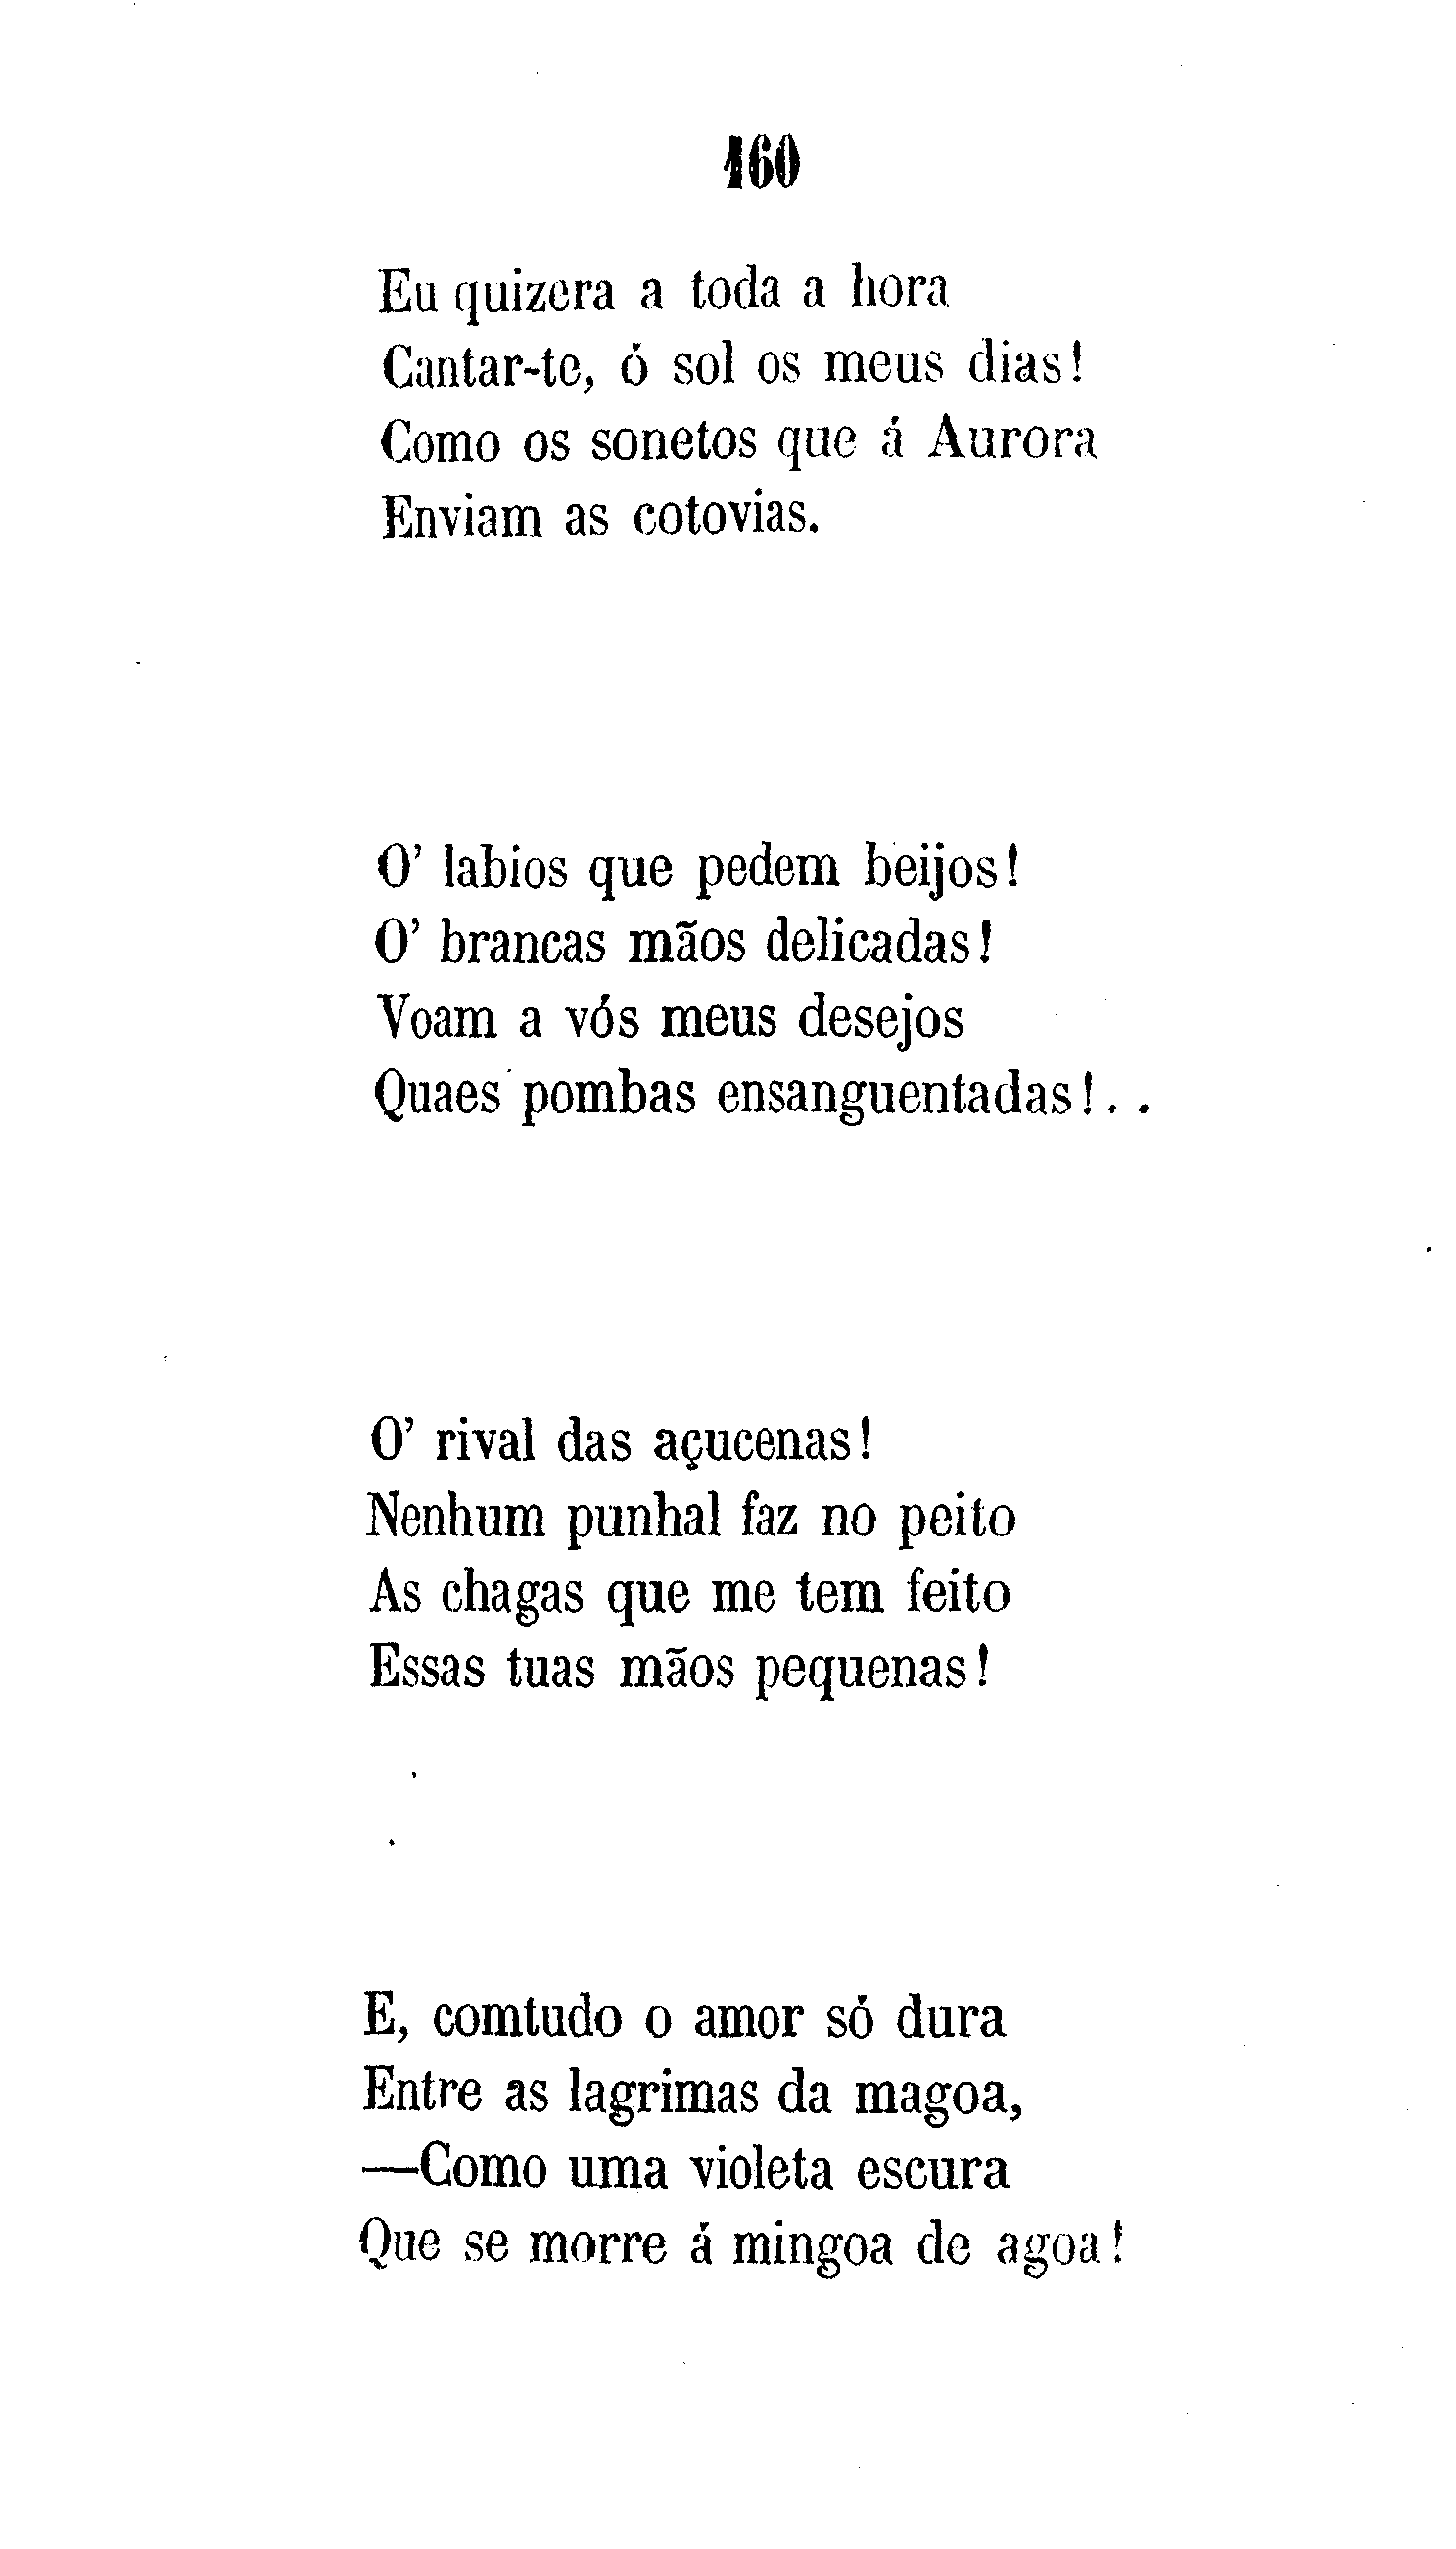 160
Eu quizera a toda a hora
Cantar-te, ó sol os meus dias!
Como os sonetos que á Aurora
Enviam as cotovias.
O' labios que pedem beijos!
O' brancas mãos delicadas!
Voam a vós meus desejos
Quaes pombas ensanguentadas!. .
O' rival das açucenas!
Nenhum punhal faz no peito
As chagas que me tem feito
Essas tuas mãos pequenas!
E, comtudo o amor só dura
Entre as lagrimas da magoa,
—Como uma violeta escura
Que se morre á mingoa de agoa!